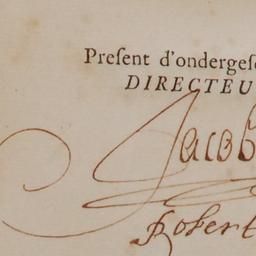 Preſent d'ondergeſc
DIRECTEU
Jacob
Robert